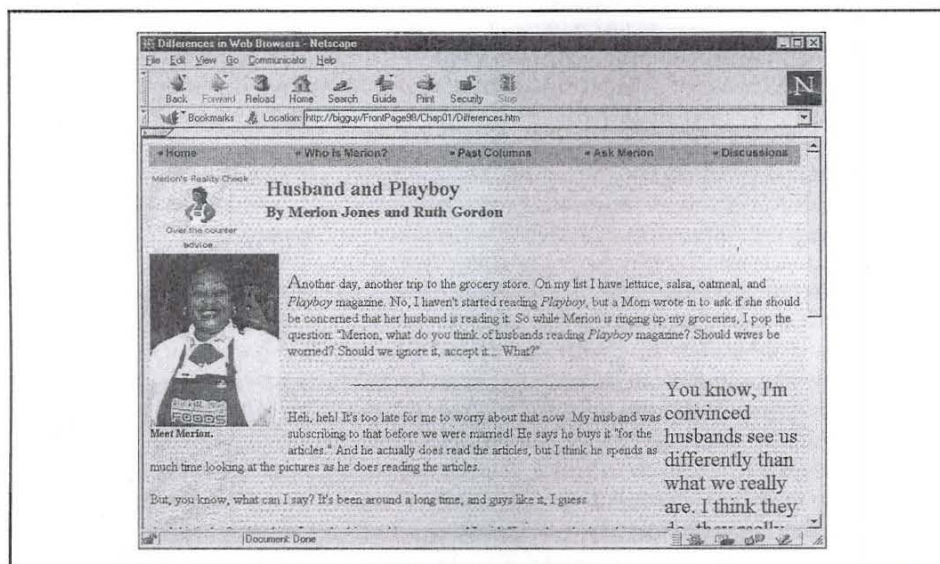 Differences in Web Browsers - Netscape
File Edit View Go Communicator Help
Back Forward Reload Home Search Guide Print Security Stop
N
Bookmarks Location: http://bigguy/FrontPage98/Chap01/Differences.htm
Home Who is Merion? Past Columns Ask Merion Discussions
Merion's Reality Check
Over the counter
advice
Husband and Playboy
By Merion Jones and Ruth Gordon
Another day, another trip to the grocery store. On my list I have lettuce, salsa, oatmeal, and
Playboy magazine. No, I haven't started reading Playboy, but a Mom wrote in to ask if she should
be concerned that her husband is reading it. So while Merion is ringing up my groceries, I pop the
question: "Merion, what do you think of husbands reading Playboy magazine? Should wives be
worried? Should we ignore it, accept it... What?"
FOODS
Meet Merion.
Heh, heh! It's too late for me to worry about that now. My husband was
subscribing to that before we were married! He says he buys it "for the
articles." And he actually does read the articles, but I think he spends as
much time looking at the pictures as he does reading the articles.
But, you know, what can I say? It's been around a long time, and guys like it, I guess.
You know, I'm
convinced
husbands see us
differently than
what we really
are. I think they
do, they really
Document: Done